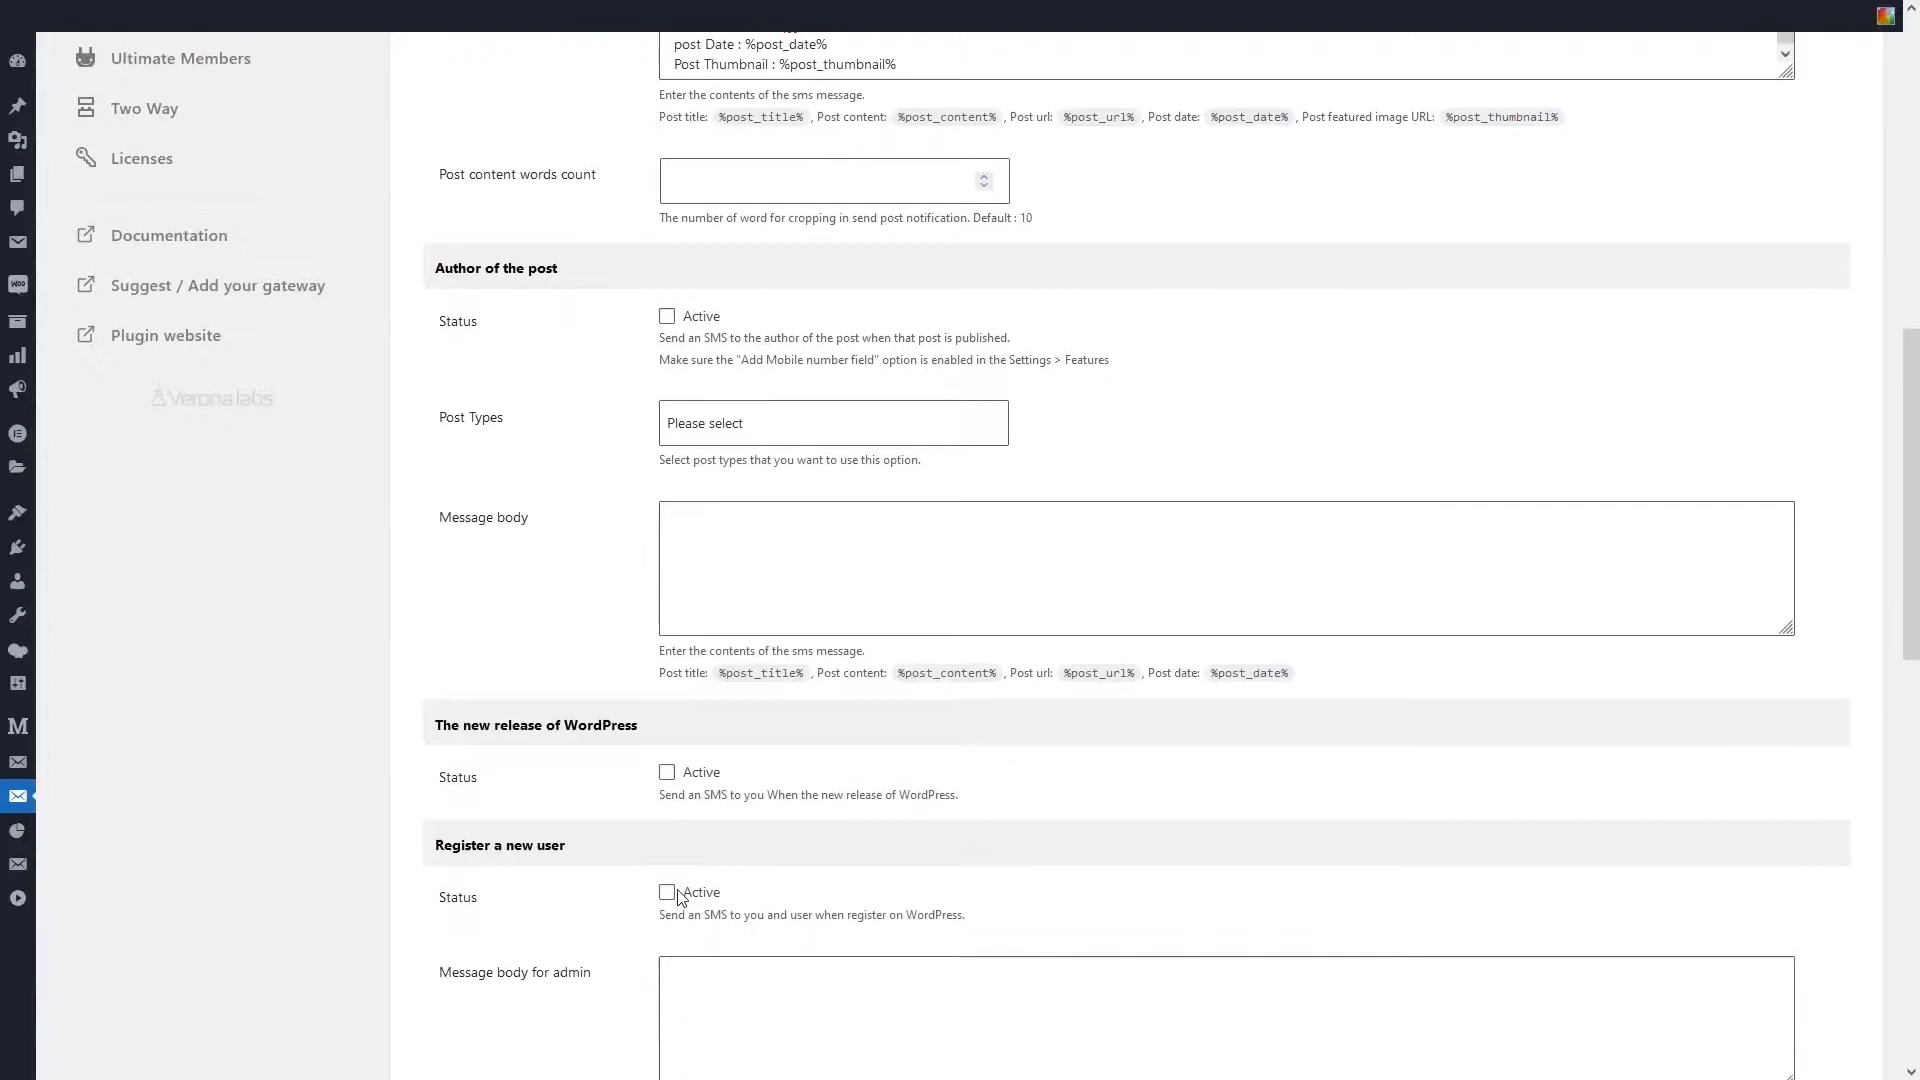 Ultimate Members
Two Way
Licenses
Documentation
Suggest / Add your gateway
Plugin website
Verona labs
WOO
M
post Date : %post_date%
Post Thumbnail : %post_thumbnail%
Enter the contents of the sms message.
Post title: %post_title% , Post content: %post_content% , Post url: %post_url% , Post date: %post_date% , Post featured image URL: %post_thumbnail%
Post content words count
The number of word for cropping in send post notification. Default : 10
Author of the post
Status
Active
Send an SMS to the author of the post when that post is published.
Make sure the "Add Mobile number field" option is enabled in the Settings > Features
Post Types
Please select
Select post types that you want to use this option.
Message body
Enter the contents of the sms message.
Post title: %post_title% , Post content: %post_content% , Post url: %post_url% , Post date: %post_date%
The new release of WordPress
Status
Active
Send an SMS to you When the new release of WordPress.
Register a new user
Status
Active
Send an SMS to you and user when register on WordPress.
Message body for admin